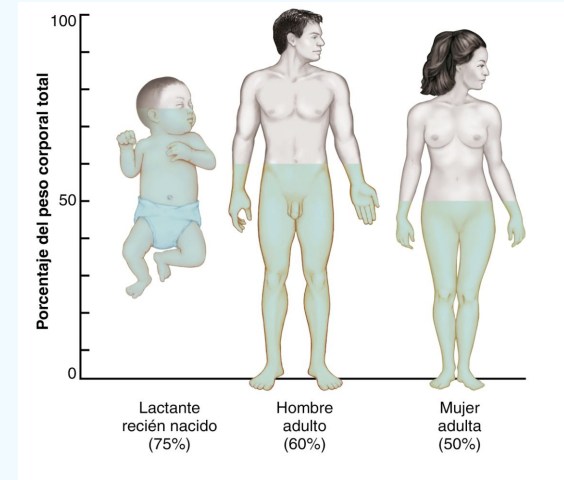 Porcentaje del peso corporal total
100
50
0
Lactante
recién nacido
(75%)
Hombre
adulto
(60%)
Mujer
adulta
(50%)